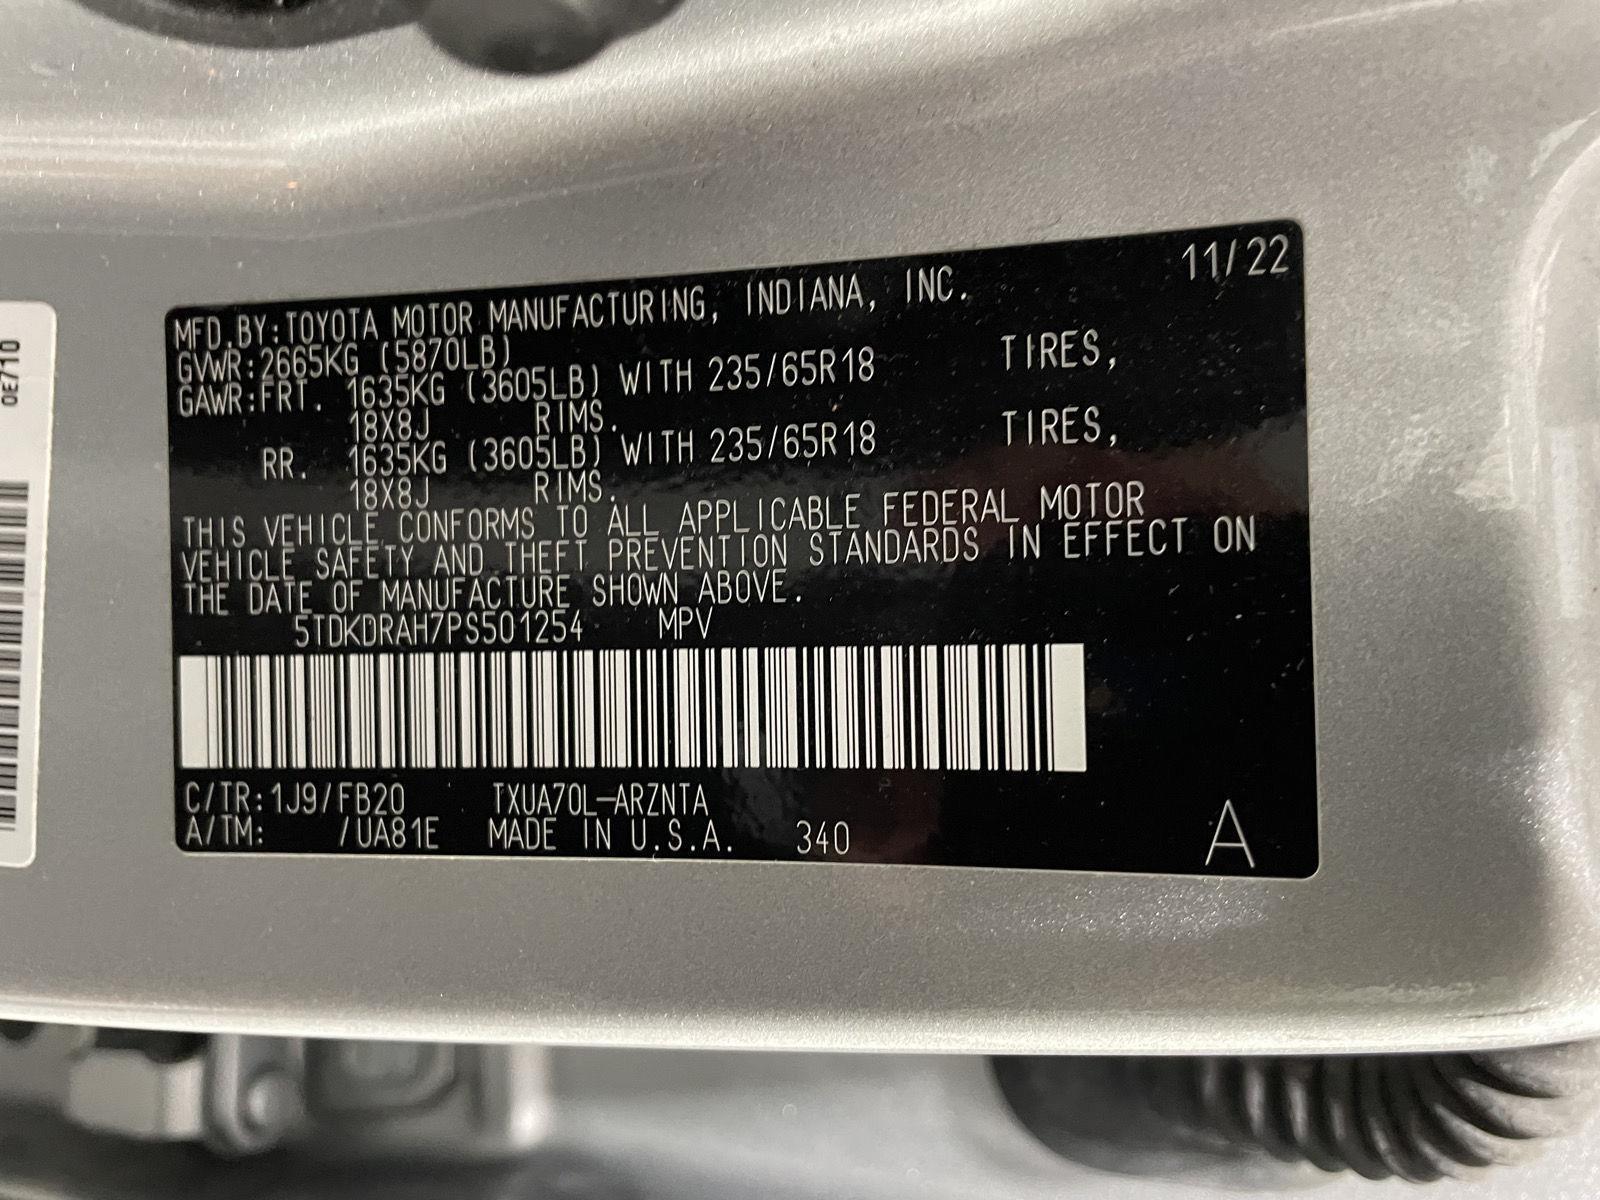 0E710
11/22
MFD.BY:TOYOTA MOTOR MANUFACTURING, INDIANA, INC.
GVWR:2665KG (5870LB)
GAWR:FRT. 1635KG (3605LB) WITH 235/65R18 TIRES,
18X8J RIMS.
RR. 1635KG (3605LB) WITH 235/65R18 TIRES,
18X8J RIMS.
THIS VEHICLE CONFORMS TO ALL APPLICABLE FEDERAL MOTOR
VEHICLE SAFETY AND THEFT PREVENTION STANDARDS IN EFFECT ON
THE DATE OF MANUFACTURE SHOWN ABOVE.
5TDKDRAH7PS501254 MPV
C/TR:1J9/FB20 TXUA70L-ARZNTA
A/TM: /UA81E MADE IN U.S.A. 340 A